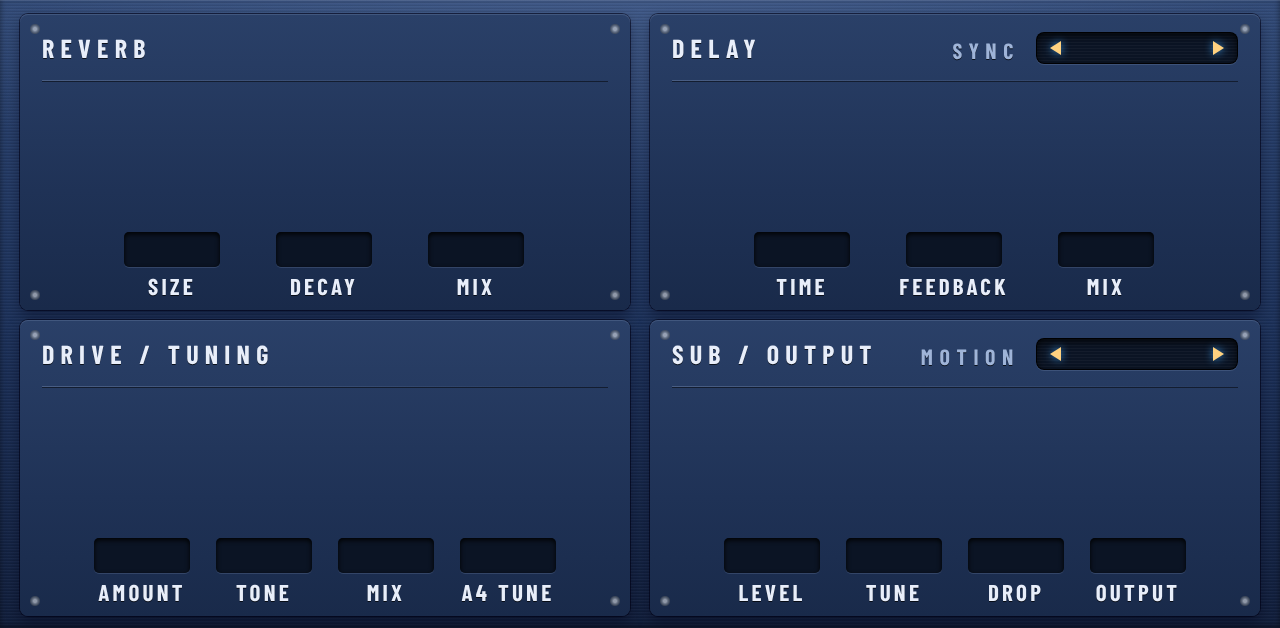 REVERB
SIZE DECAY MIX
DELAY SYNC
TIME FEEDBACK MIX
DRIVE / TUNING
AMOUNT TONE MIX A4 TUNE
SUB / OUTPUT MOTION
LEVEL TUNE DROP OUTPUT